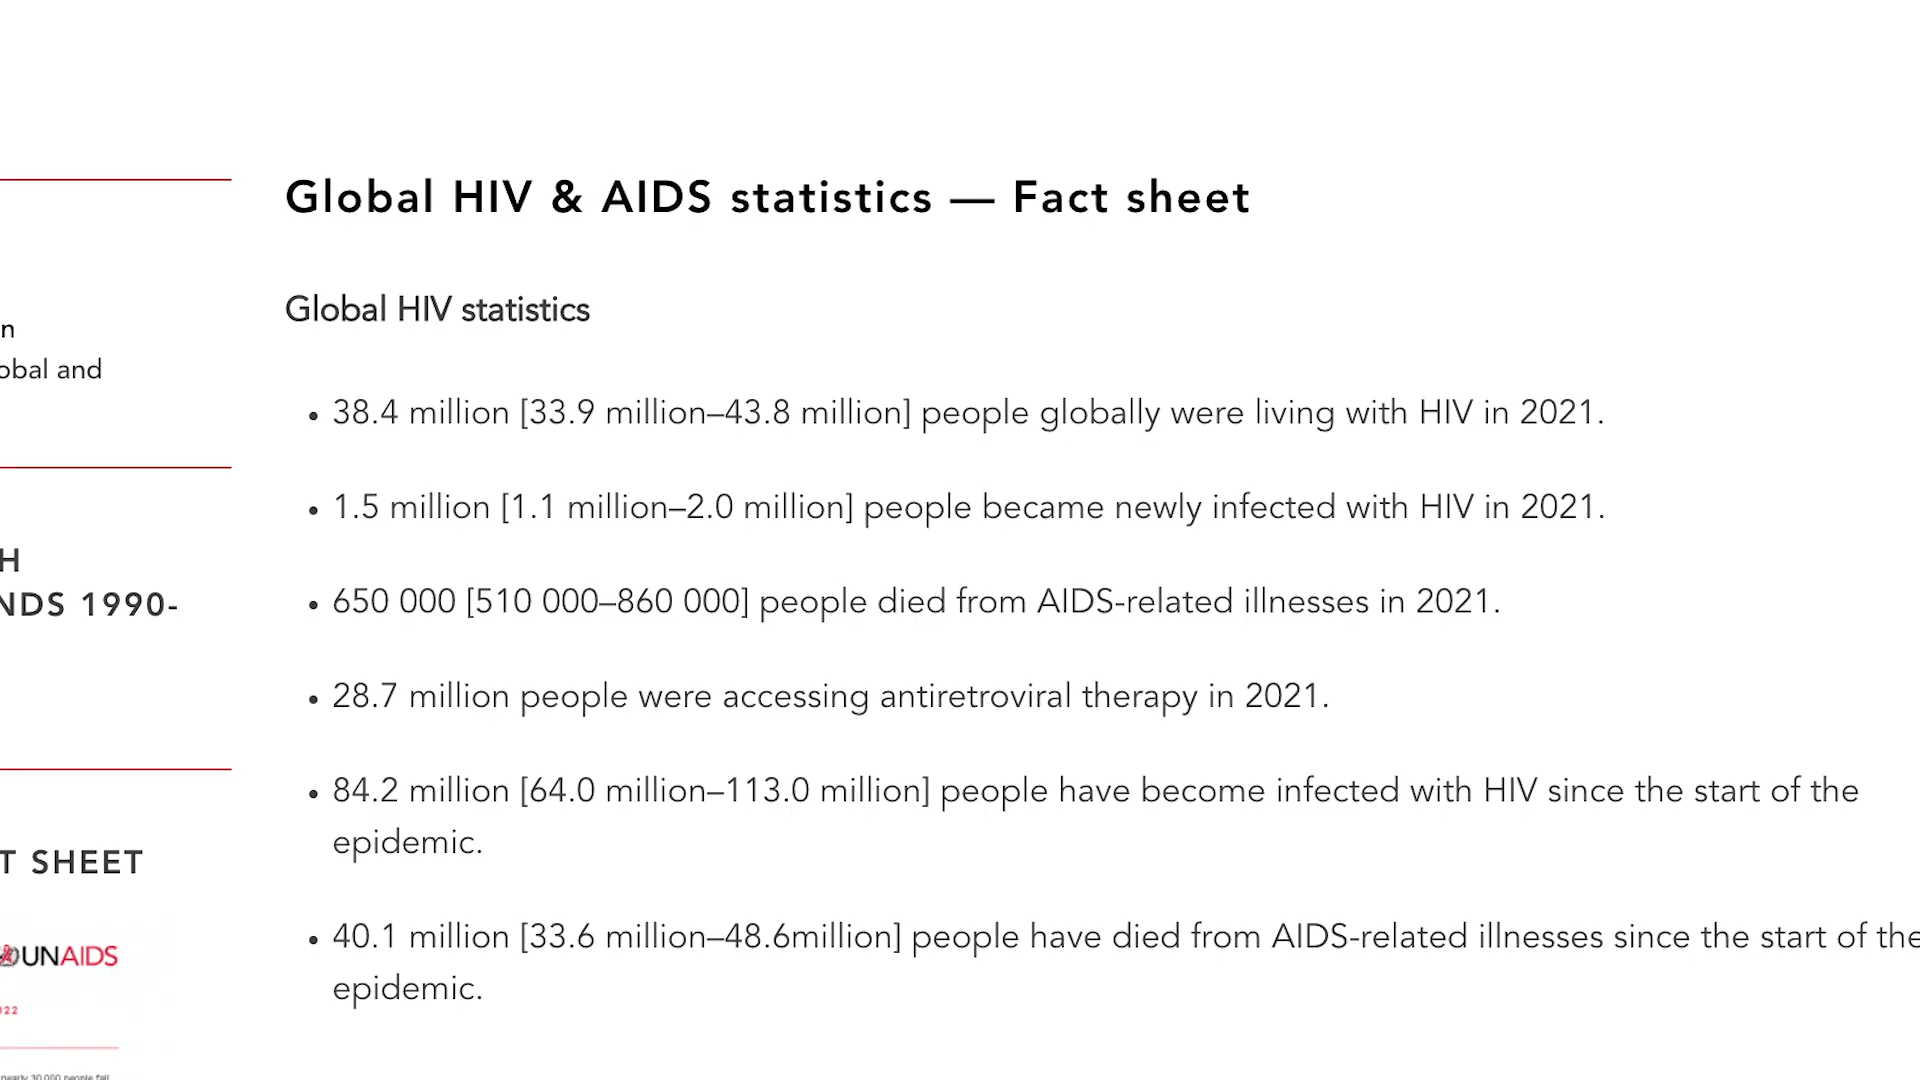 Global HIV & AIDS statistics — Fact sheet
Global HIV statistics
n
obal and
• 38.4 million [33.9 million–43.8 million] people globally were living with HIV in 2021.
• 1.5 million [1.1 million–2.0 million] people became newly infected with HIV in 2021.
H
NDS 1990-
• 650 000 [510 000–860 000] people died from AIDS-related illnesses in 2021.
• 28.7 million people were accessing antiretroviral therapy in 2021.
• 84.2 million [64.0 million–113.0 million] people have become infected with HIV since the start of the
epidemic.
T SHEET
• 40.1 million [33.6 million–48.6million] people have died from AIDS-related illnesses since the start of the
epidemic.
UNAIDS
022
nearly 30 000 people fall